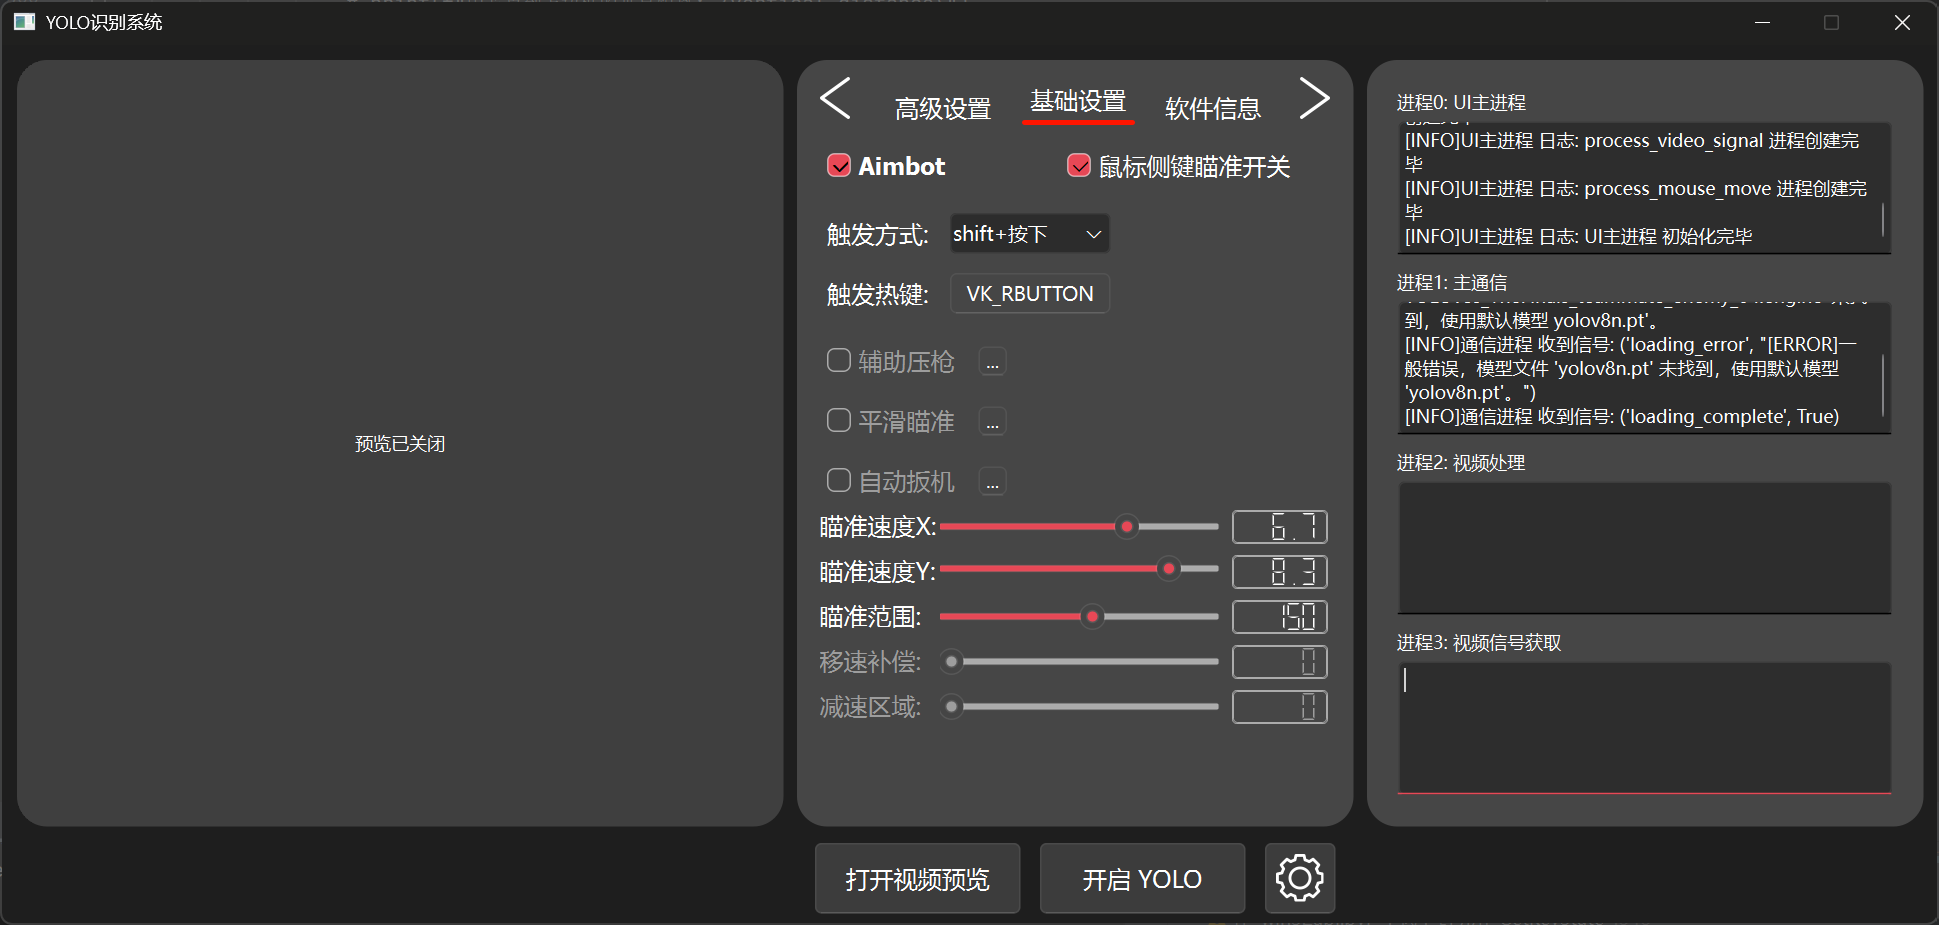 YOLO识别系统
预览已关闭
高级设置
基础设置
软件信息
Aimbot
鼠标侧键瞄准开关
触发方式:
shift+按下
触发热键:
VK_RBUTTON
辅助压枪
...
平滑瞄准
...
自动扳机
...
瞄准速度X:
6.7
瞄准速度Y:
8.3
瞄准范围:
150
移速补偿:
0
减速区域:
0
打开视频预览
开启 YOLO
进程0: UI主进程
[INFO]UI主进程 日志: process_video_signal 进程创建完
毕
[INFO]UI主进程 日志: process_mouse_move 进程创建完
毕
[INFO]UI主进程 日志: UI主进程 初始化完毕
进程1: 主通信
到，使用默认模型 yolov8n.pt'。
[INFO]通信进程 收到信号: ('loading_error', "[ERROR]一
般错误，模型文件 'yolov8n.pt' 未找到，使用默认模型
'yolov8n.pt'。")
[INFO]通信进程 收到信号: ('loading_complete', True)
进程2: 视频处理
进程3: 视频信号获取